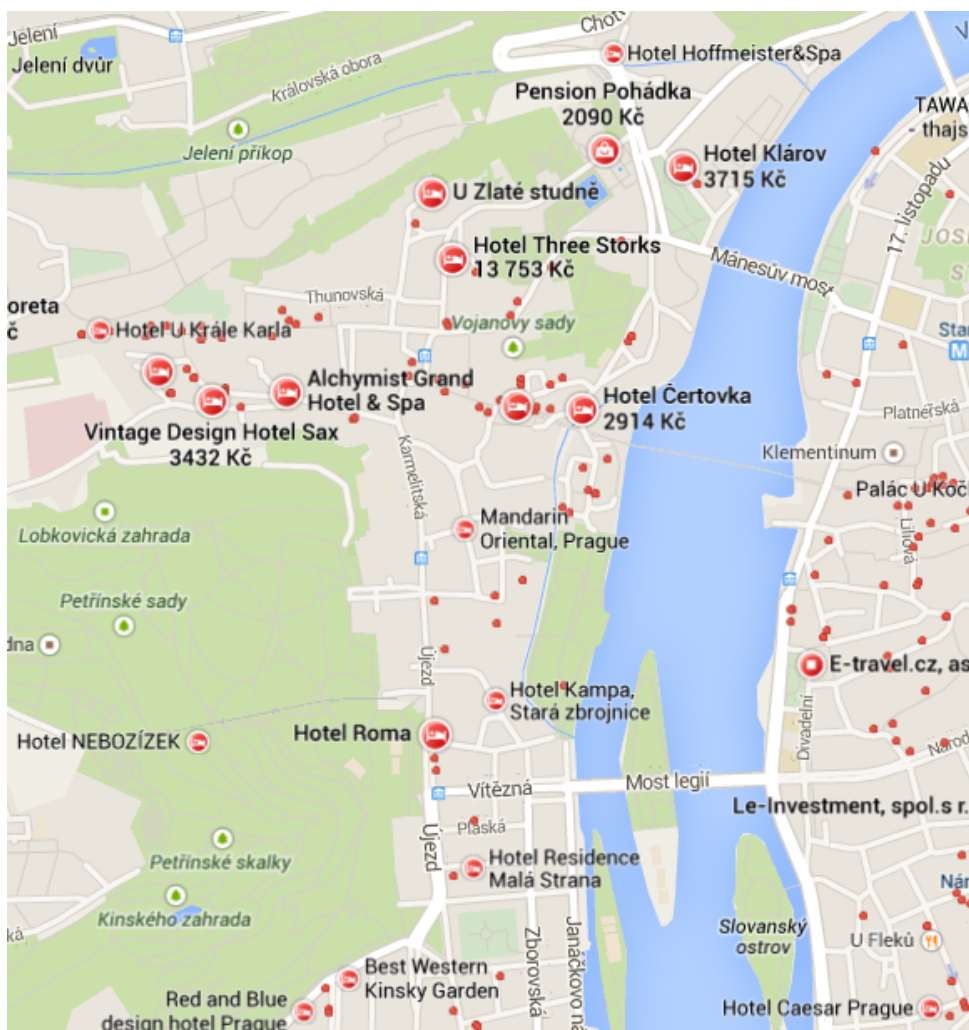 Jelení
Chot
Hotel Hoffmeister&Spa
Jelení dvůr
Královská obora
Pension Pohádka
2090 Kč
TAWA
- thajs
Jelení příkop
Hotel Klárov
3715 Kč
U Zlaté studně
17. listopadu
JOS
Hotel Three Storks
13 753 Kč
Mánesův most
Thunovská
oreta
č
Hotel U Krále Karla
Vojanovy sady
Sta
M
Alchymist Grand
Hotel & Spa
Hotel Čertovka
2914 Kč
Platnéřská
Vintage Design Hotel Sax
3432 Kč
Klementinum
Karmelitská
Palác U Koč
Liliová
Lobkovická zahrada
Mandarin
Oriental, Prague
Petřínské sady
dna
Újezd
E-travel.cz, as
Hotel Kampa,
Stará zbrojnice
Divadelní
Hotel NEBOZÍZEK
Hotel Roma
Národ
Vítězná
Most legií
Le-Investment, spol.s r.
Újezd
Plaská
Petřínské skalky
Hotel Residence
Malá Strana
Nár
Kinského zahrada
Slovanský
ostrov
U Fleků
ská
Zborovská
Janáčkovo ná
Best Western
Kinsky Garden
Red and Blue
design hotel Prague
Hotel Caesar Prague